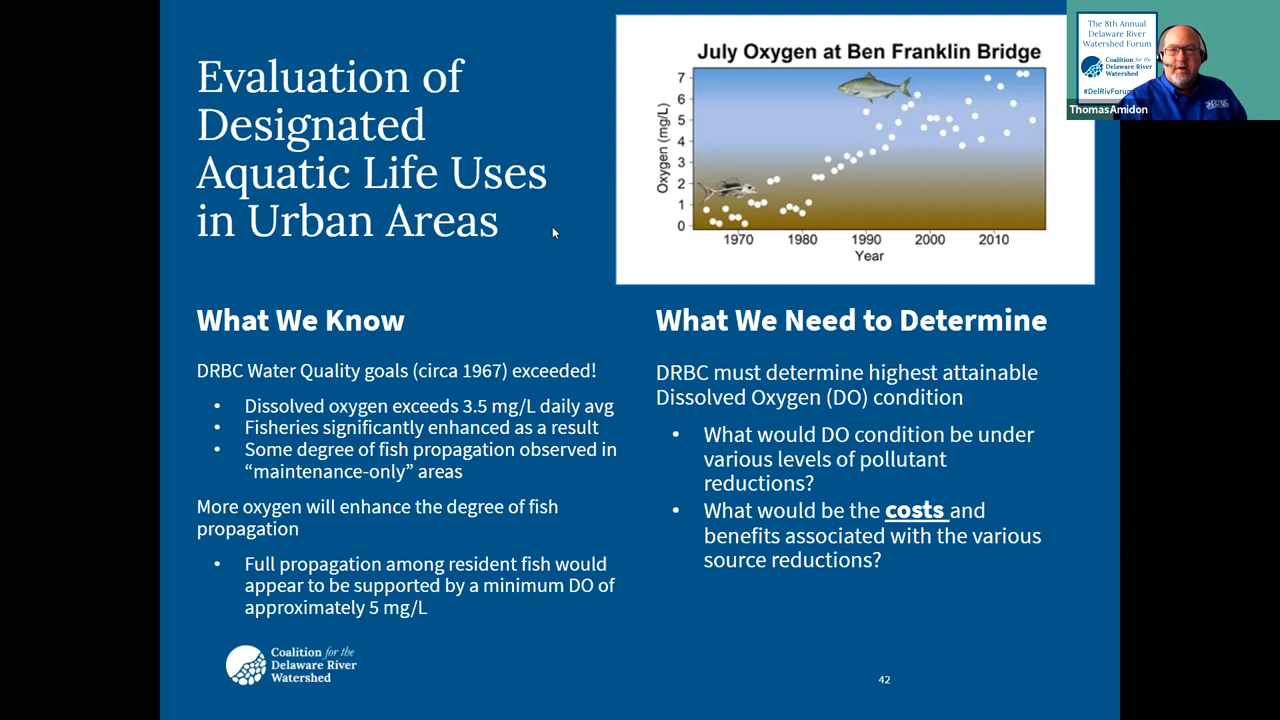 Evaluation of
Designated
Aquatic Life Uses
in Urban Areas
July Oxygen at Ben Franklin Bridge
Oxygen (mg/L)
7
6
5
4
3
2
1
0
1970
1980
1990
2000
2010
Year
The 8th Annual
Delaware River
Watershed Forum
Coalition for the
Delaware River
Watershed
#DelRivForum
Thomas Amidon
What We Know
DRBC Water Quality goals (circa 1967) exceeded!
• Dissolved oxygen exceeds 3.5 mg/L daily avg
• Fisheries significantly enhanced as a result
• Some degree of fish propagation observed in
“maintenance-only” areas
More oxygen will enhance the degree of fish
propagation
• Full propagation among resident fish would
appear to be supported by a minimum DO of
approximately 5 mg/L
What We Need to Determine
DRBC must determine highest attainable
Dissolved Oxygen (DO) condition
• What would DO condition be under
various levels of pollutant
reductions?
• What would be the costs and
benefits associated with the various
source reductions?
Coalition for the
Delaware River
Watershed
42